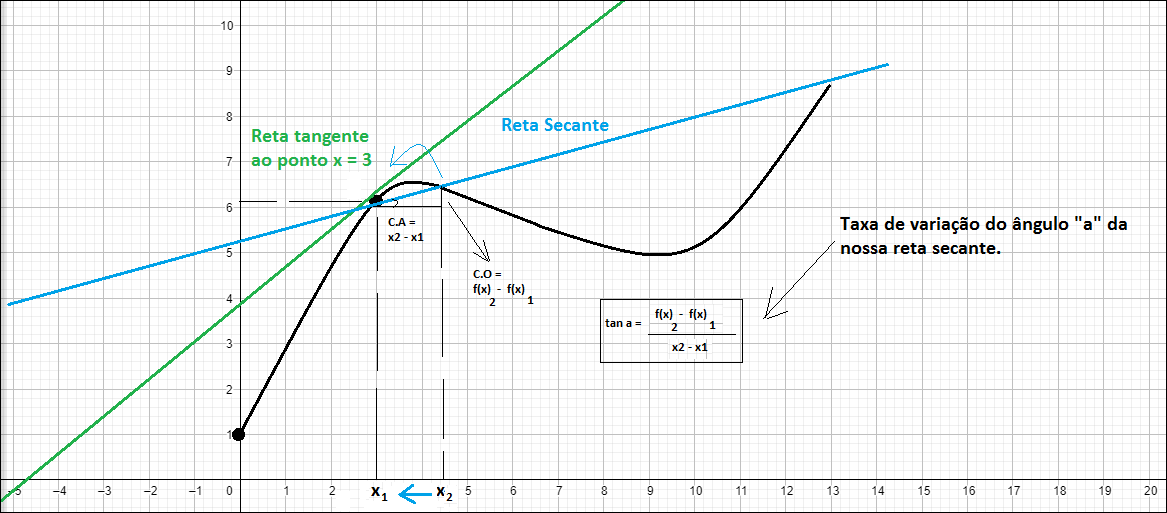 10
9
8
7
6
5
4
3
2
1
Reta tangente
ao ponto x = 3
Reta Secante
C.A =
x2 - x1
C.O =
f(x) - f(x)
2 1
Taxa de variação do ângulo "a" da
nossa reta secante.
tan a = f(x) - f(x)
2 1
x2 - x1
-5 -4 -3 -2 -1 0 1 2 x1 x2 5 6 7 8 9 10 11 12 13 14 15 16 17 18 19 20